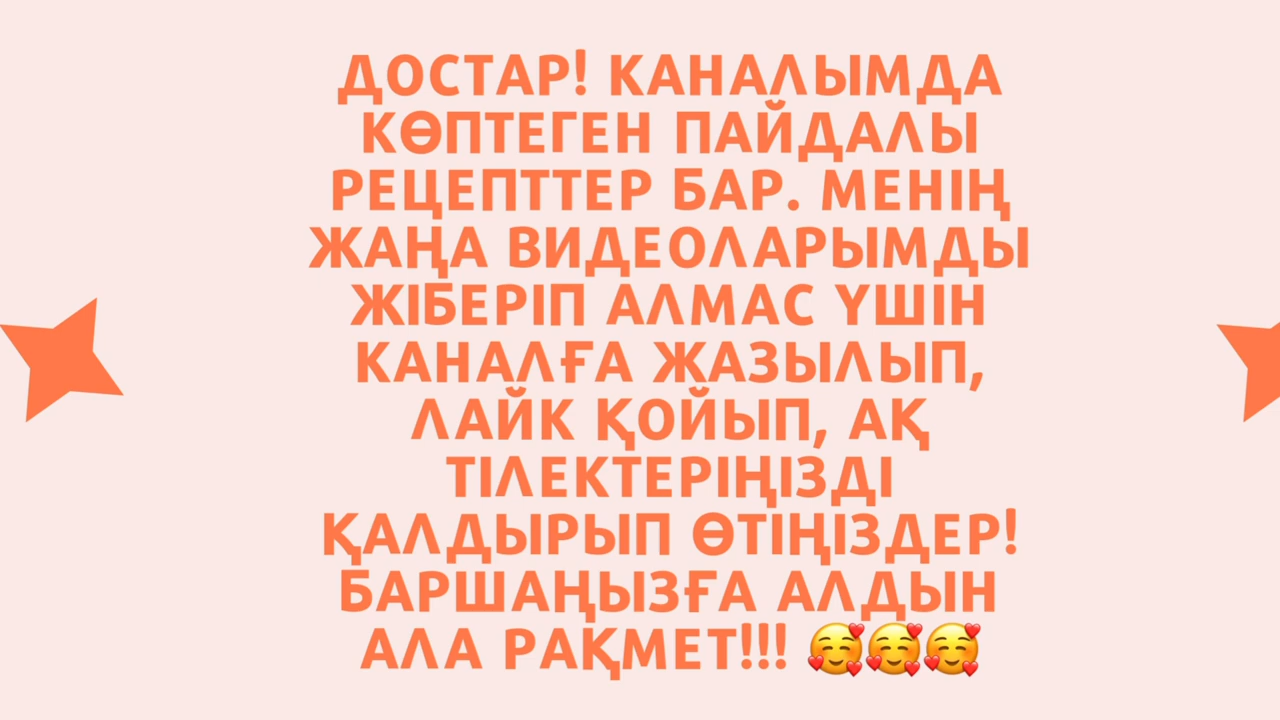 ДОСТАР! КАНАЛЫМДА
КӨПТЕГЕН ПАЙДАЛЫ
РЕЦЕПТТЕР БАР. МЕНІҢ
ЖАҢА ВИДЕОЛАРЫМДЫ
ЖІБЕРІП АЛМАС ҮШІН
КАНАЛҒА ЖАЗЫЛЫП,
ЛАЙК ҚОЙЫП, АҚ
ТІЛЕКТЕРІҢІЗДІ
ҚАЛДЫРЫП ӨТІҢІЗДЕР!
БАРШАҢЫЗҒА АЛДЫН
АЛА РАҚМЕТ!!! 🥰🥰🥰